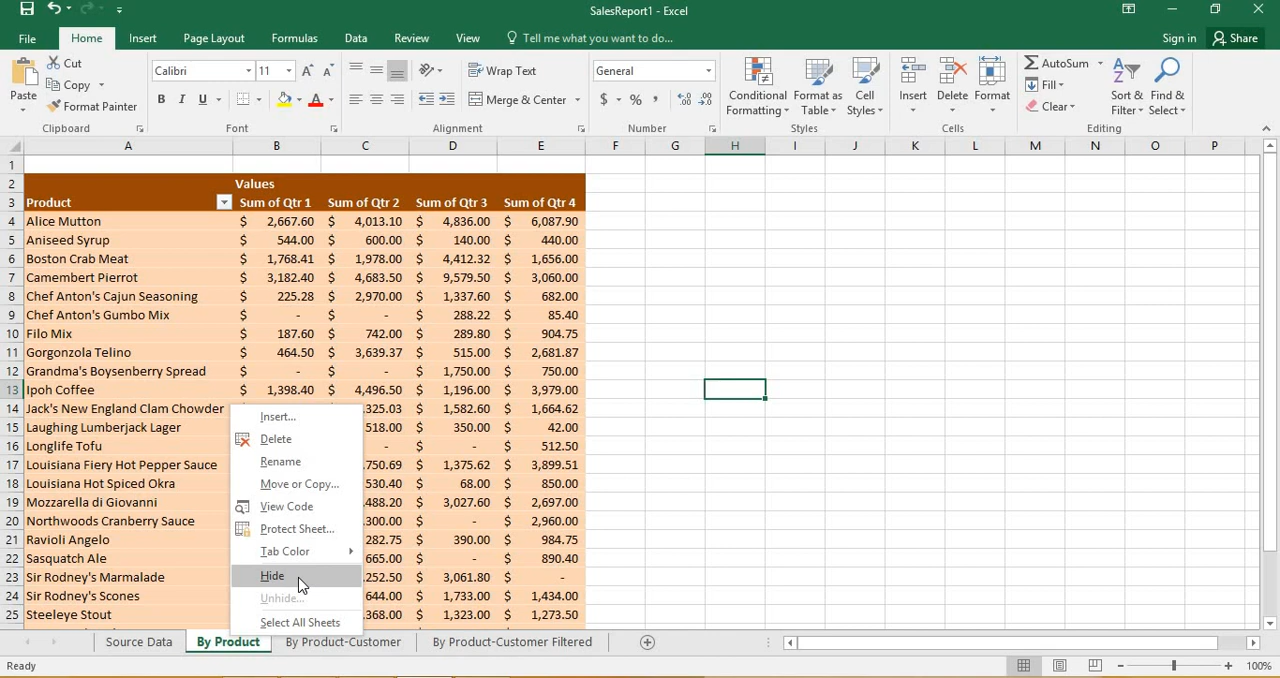 SalesReport1 - Excel
File Home Insert Page Layout Formulas Data Review View Tell me what you want to do... Sign in Share
Paste Cut Copy Format Painter Clipboard
Calibri 11 B I U A A A Font
Wrap Text Merge & Center Alignment
General $ % , Number
Conditional Formatting Format as Table Cell Styles Styles
Insert Delete Format Cells
AutoSum Fill Clear Sort & Filter Find & Select Editing
A B C D E F G H I J K L M N O P
1
2 Values
3 Product Sum of Qtr 1 Sum of Qtr 2 Sum of Qtr 3 Sum of Qtr 4
4 Alice Mutton $ 2,667.60 $ 4,013.10 $ 4,836.00 $ 6,087.90
5 Aniseed Syrup $ 544.00 $ 600.00 $ 140.00 $ 440.00
6 Boston Crab Meat $ 1,768.41 $ 1,978.00 $ 4,412.32 $ 1,656.00
7 Camembert Pierrot $ 3,182.40 $ 4,683.50 $ 9,579.50 $ 3,060.00
8 Chef Anton's Cajun Seasoning $ 225.28 $ 2,970.00 $ 1,337.60 $ 682.00
9 Chef Anton's Gumbo Mix $ - $ - $ 288.22 $ 85.40
10 Filo Mix $ 187.60 $ 742.00 $ 289.80 $ 904.75
11 Gorgonzola Telino $ 464.50 $ 3,639.37 $ 515.00 $ 2,681.87
12 Grandma's Boysenberry Spread $ - $ - $ 1,750.00 $ 750.00
13 Ipoh Coffee $ 1,398.40 $ 4,496.50 $ 1,196.00 $ 3,979.00
14 Jack's New England Clam Chowder 325.03 $ 1,582.60 $ 1,664.62
15 Laughing Lumberjack Lager 518.00 $ 350.00 $ 42.00
16 Longlife Tofu - $ - $ 512.50
17 Louisiana Fiery Hot Pepper Sauce 750.69 $ 1,375.62 $ 3,899.51
18 Louisiana Hot Spiced Okra 530.40 $ 68.00 $ 850.00
19 Mozzarella di Giovanni 488.20 $ 3,027.60 $ 2,697.00
20 Northwoods Cranberry Sauce 300.00 $ - $ 2,960.00
21 Ravioli Angelo 282.75 $ 390.00 $ 984.75
22 Sasquatch Ale 665.00 $ - $ 890.40
23 Sir Rodney's Marmalade 252.50 $ 3,061.80 $ -
24 Sir Rodney's Scones 644.00 $ 1,733.00 $ 1,434.00
25 Steeleye Stout 368.00 $ 1,323.00 $ 1,273.50
Insert...
Delete
Rename
Move or Copy...
View Code
Protect Sheet...
Tab Color
Hide
Unhide...
Select All Sheets
Source Data By Product By Product-Customer By Product-Customer Filtered
Ready 100%